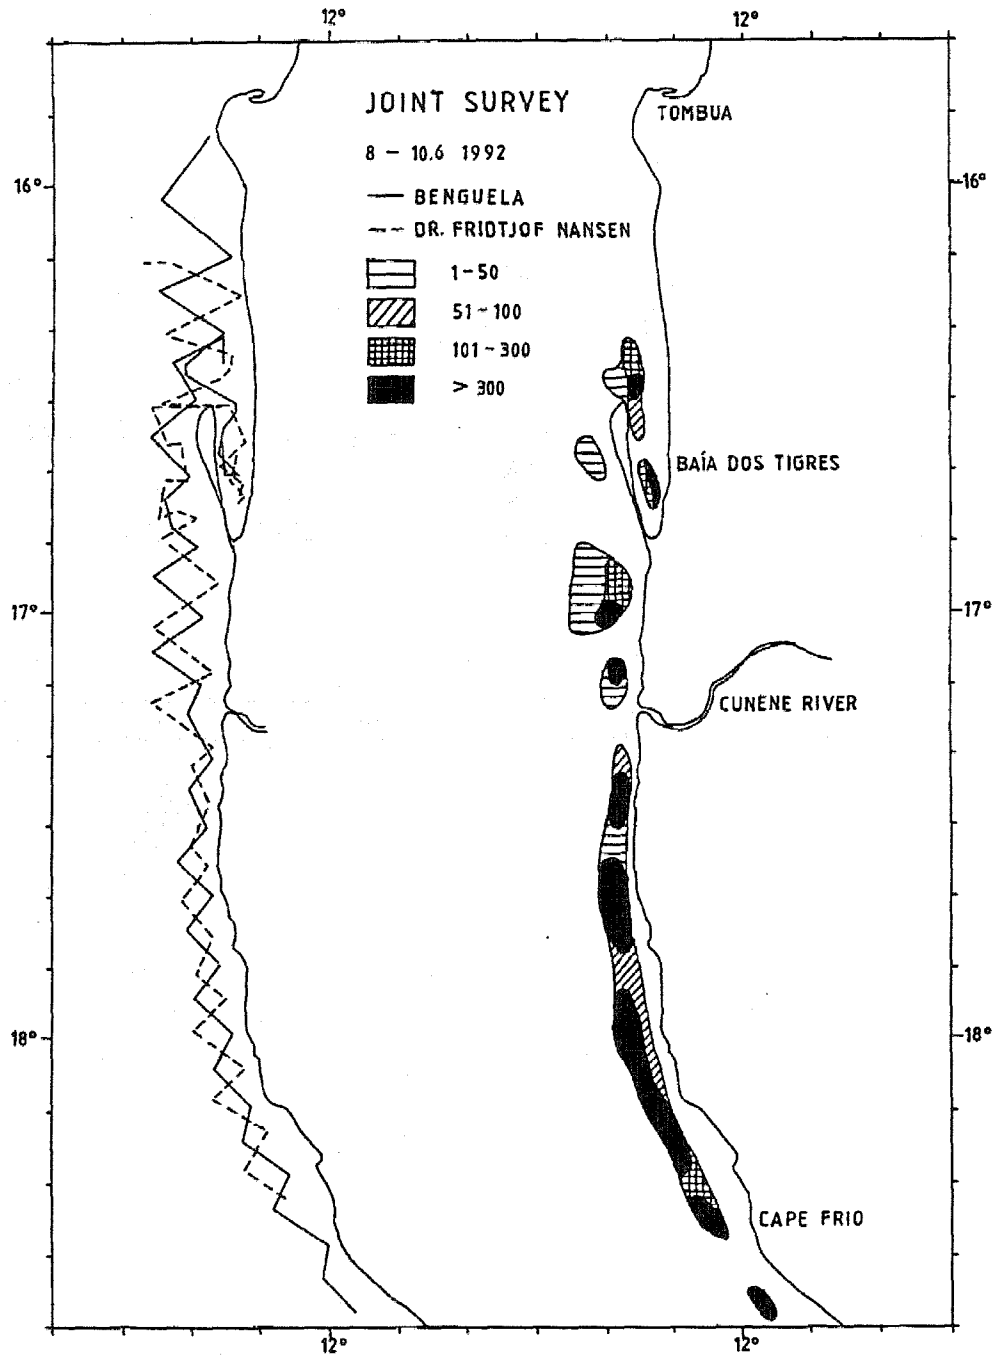 12° 12°
JOINT SURVEY
TOMBUA
8 – 10.6 1992
16° 16°
BENGUELA
DR. FRIDTJOF NANSEN
1-50
51-100
101-300
> 300
BAÍA DOS TIGRES
17° 17°
CUNENE RIVER
18° 18°
CAPE FRIO
12° 12°